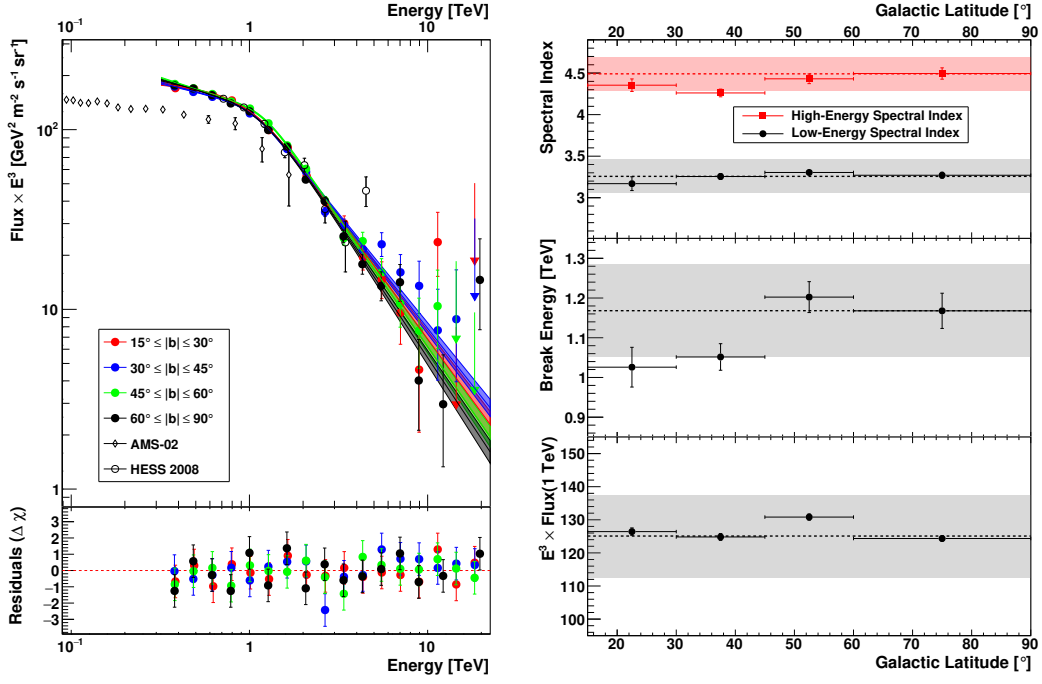 Energy [TeV]
10⁻¹ 1 10
Flux × E³ [GeV² m⁻² s⁻¹ sr⁻¹]
10²
10
1
15° ≤ |b| ≤ 30°
30° ≤ |b| ≤ 45°
45° ≤ |b| ≤ 60°
60° ≤ |b| ≤ 90°
AMS-02
HESS 2008
Residuals (Δ χ)
3
2
1
0
−1
−2
−3
10⁻¹ 1 10
Energy [TeV]
Galactic Latitude [°]
20 30 40 50 60 70 80 90
Spectral Index
4.5
4
3.5
3
High-Energy Spectral Index
Low-Energy Spectral Index
Break Energy [TeV]
1.3
1.2
1.1
1
0.9
E³ × Flux(1 TeV)
150
140
130
120
110
100
20 30 40 50 60 70 80 90
Galactic Latitude [°]